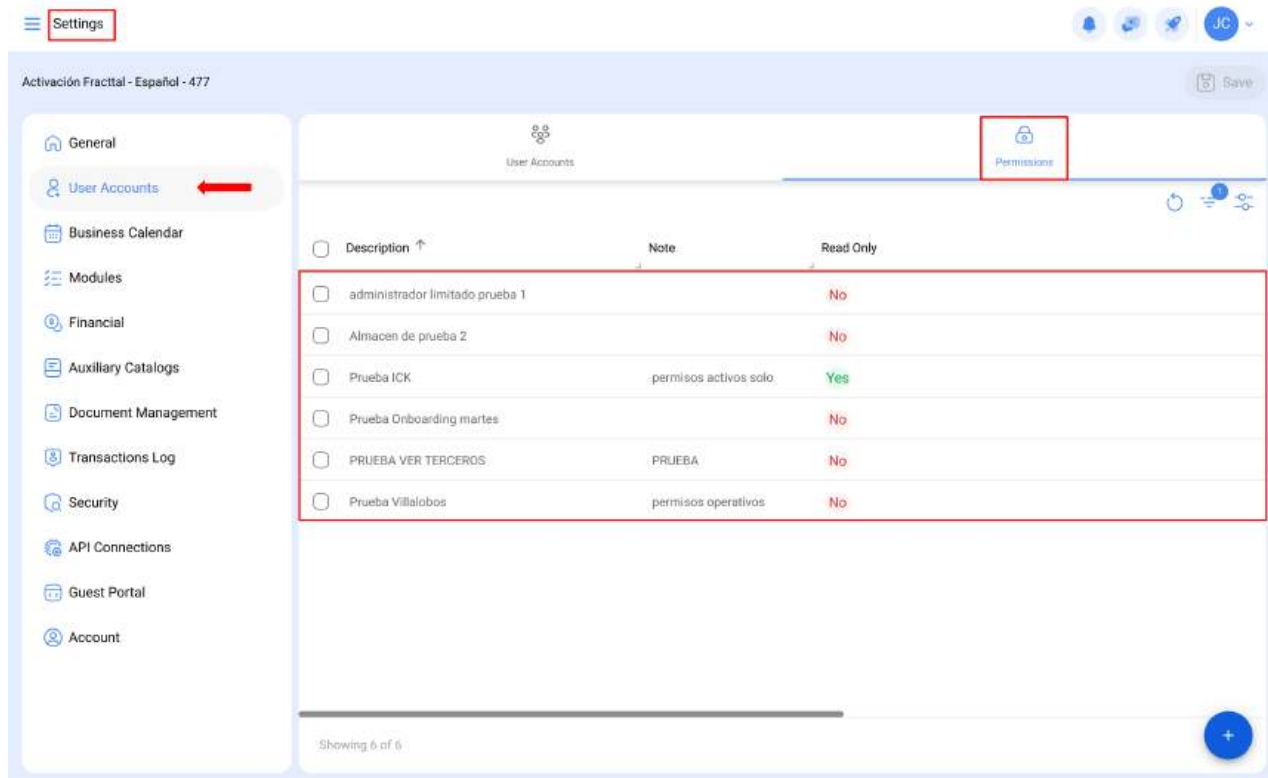 Settings
JC
Activación Fracttal - Español - 477
Save
General
User Accounts
Business Calendar
Modules
Financial
Auxiliary Catalogs
Document Management
Transactions Log
Security
API Connections
Guest Portal
Account
User Accounts
Permissions
1
Description Note Read Only
administrador limitado prueba 1 No
Almacen de prueba 2 No
Prueba ICK permisos activos solo Yes
Prueba Onboarding martes No
PRUEBA VER TERCEROS PRUEBA No
Prueba Villalobos permisos operativos No
Showing 6 of 6